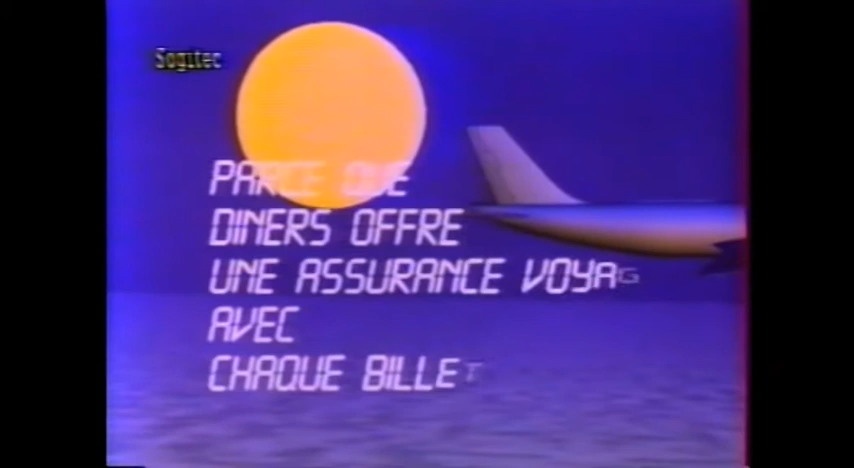 Sogitec
PARCE QUE
DINERS OFFRE
UNE ASSURANCE VOYAG
AVEC
CHAQUE BILLET